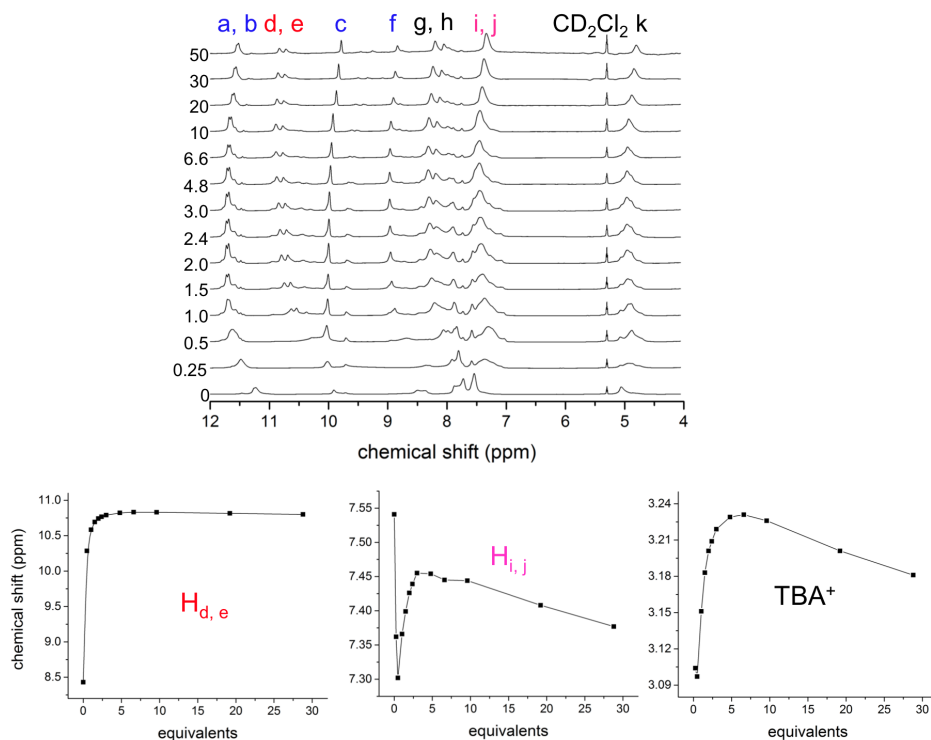 a, b d, e c f g, h i, j CD₂Cl₂ k
50
30
20
10
6.6
4.8
3.0
2.4
2.0
1.5
1.0
0.5
0.25
0
12 11 10 9 8 7 6 5 4
chemical shift (ppm)
chemical shift (ppm)
11.0
10.5
10.0
9.5
9.0
8.5
H d, e
0 5 10 15 20 25 30
equivalents
7.55
7.50
7.45
7.40
7.35
7.30
H i, j
0 5 10 15 20 25 30
equivalents
3.24
3.21
3.18
3.15
3.12
3.09
TBA⁺
0 5 10 15 20 25 30
equivalents